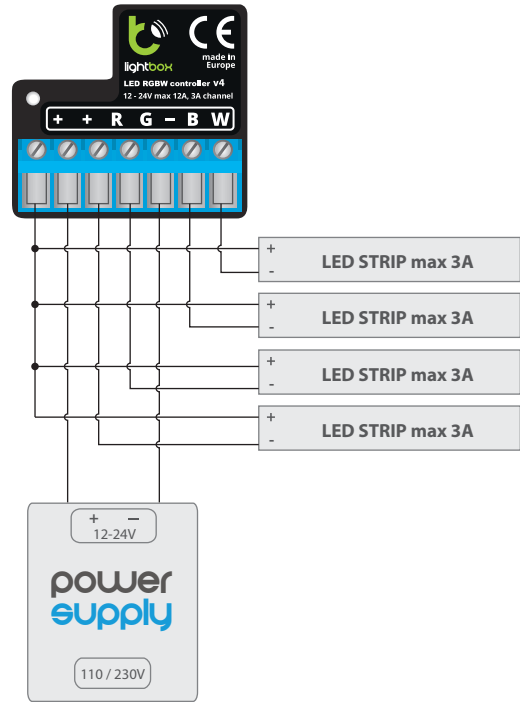 CE
made in
Europe
lightbox
LED RGBW controller v4
12 - 24V max 12A, 3A channel
+ + R G - B W
+
LED STRIP max 3A
-
+
LED STRIP max 3A
-
+
LED STRIP max 3A
-
+
LED STRIP max 3A
-
+ -
12-24V
power
supply
110 / 230V